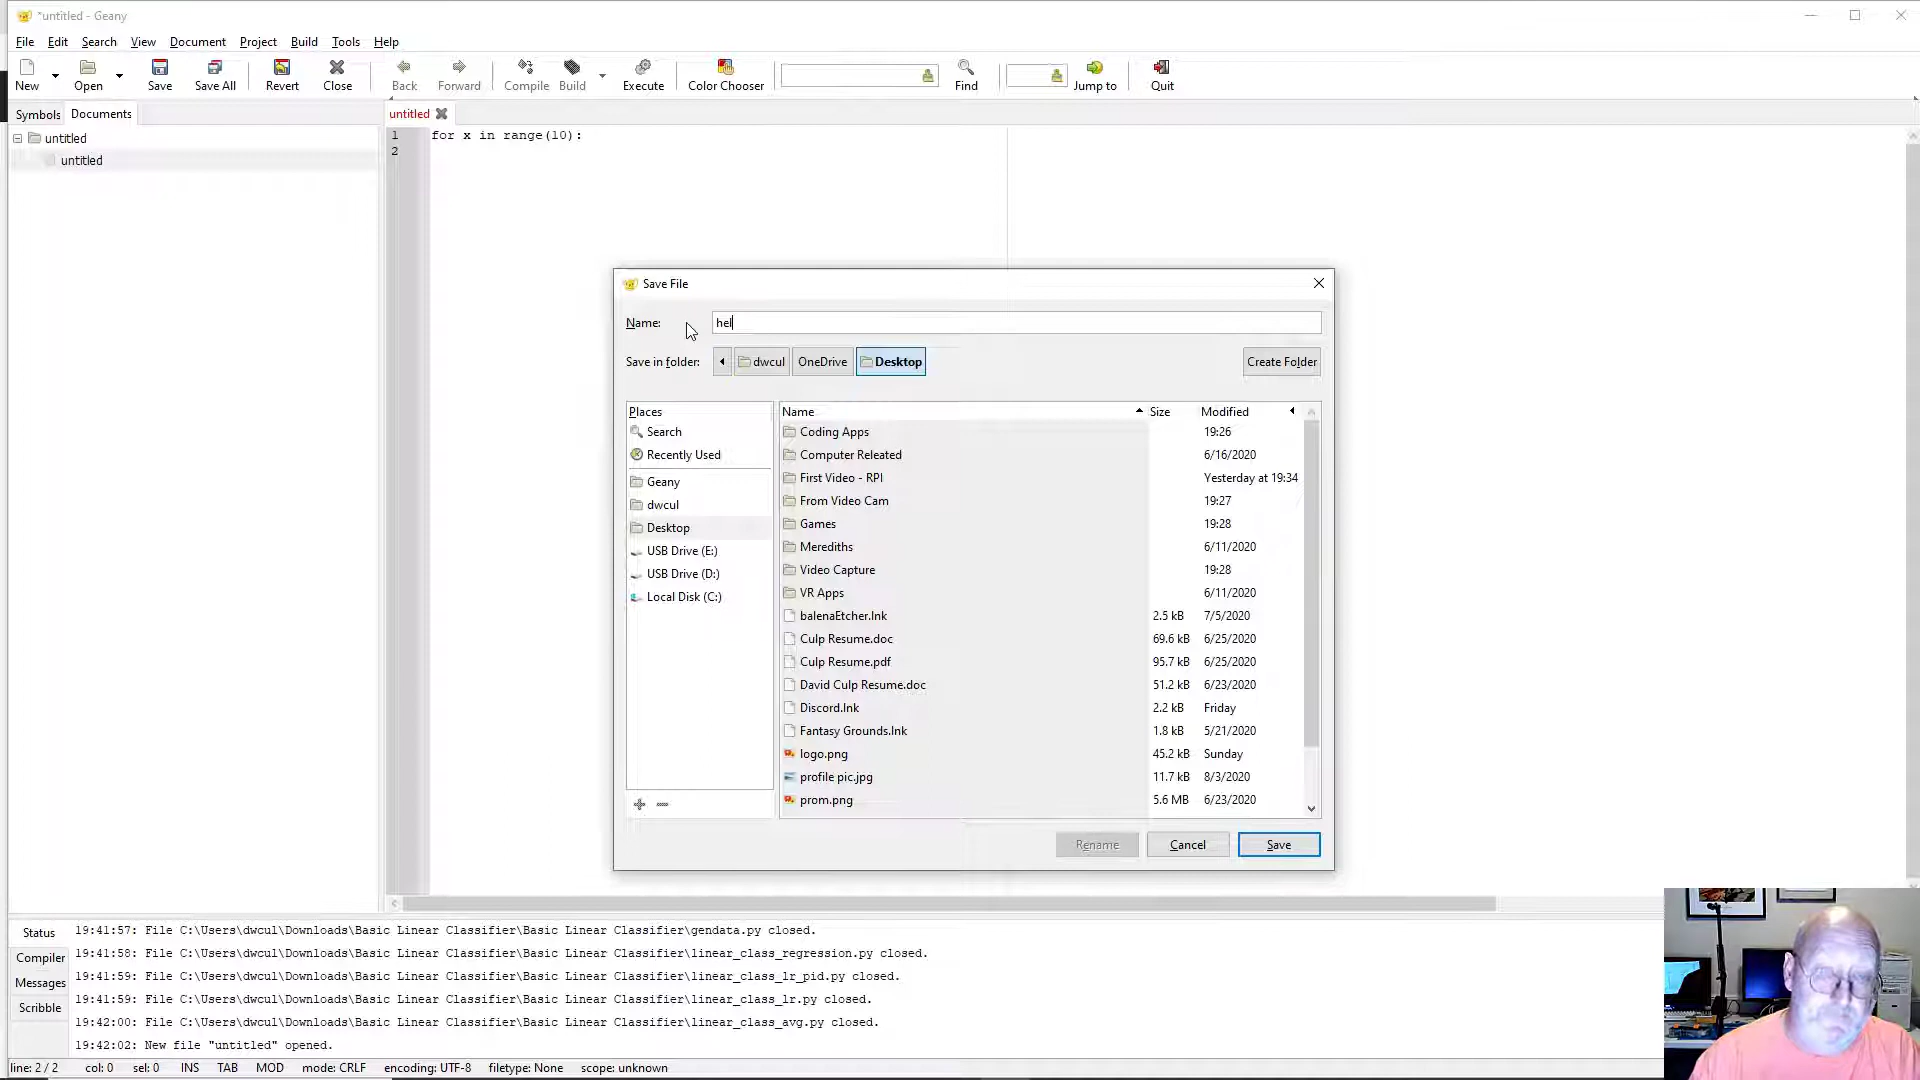 *untitled - Geany
File Edit Search View Document Project Build Tools Help
New Open Save Save All Revert Close Back Forward Compile Build Execute Color Chooser Find Jump to Quit
Symbols Documents untitled
untitled
untitled
1 for x in range(10):
2
Save File
Name: hel
Save in folder: dwcul OneDrive Desktop Create Folder
Places Name Size Modified
Search Coding Apps 19:26
Recently Used Computer Releated 6/16/2020
Geany First Video - RPI Yesterday at 19:34
dwcul From Video Cam 19:27
Desktop Games 19:28
USB Drive (E:) Merediths 6/11/2020
USB Drive (D:) Video Capture 19:28
Local Disk (C:) VR Apps 6/11/2020
balenaEtcher.lnk 2.5 kB 7/5/2020
Culp Resume.doc 69.6 kB 6/25/2020
Culp Resume.pdf 95.7 kB 6/25/2020
David Culp Resume.doc 51.2 kB 6/23/2020
Discord.lnk 2.2 kB Friday
Fantasy Grounds.lnk 1.8 kB 5/21/2020
logo.png 45.2 kB Sunday
profile pic.jpg 11.7 kB 8/3/2020
prom.png 5.6 MB 6/23/2020
Rename Cancel Save
Status 19:41:57: File C:\Users\dwcul\Downloads\Basic Linear Classifier\Basic Linear Classifier\gendata.py closed.
Compiler 19:41:58: File C:\Users\dwcul\Downloads\Basic Linear Classifier\Basic Linear Classifier\linear_class_regression.py closed.
Messages 19:41:59: File C:\Users\dwcul\Downloads\Basic Linear Classifier\Basic Linear Classifier\linear_class_lr_pid.py closed.
Scribble 19:41:59: File C:\Users\dwcul\Downloads\Basic Linear Classifier\Basic Linear Classifier\linear_class_lr.py closed.
19:42:00: File C:\Users\dwcul\Downloads\Basic Linear Classifier\Basic Linear Classifier\linear_class_avg.py closed.
19:42:02: New file "untitled" opened.
line: 2 / 2 col: 0 sel: 0 INS TAB MOD mode: CRLF encoding: UTF-8 filetype: None scope: unknown